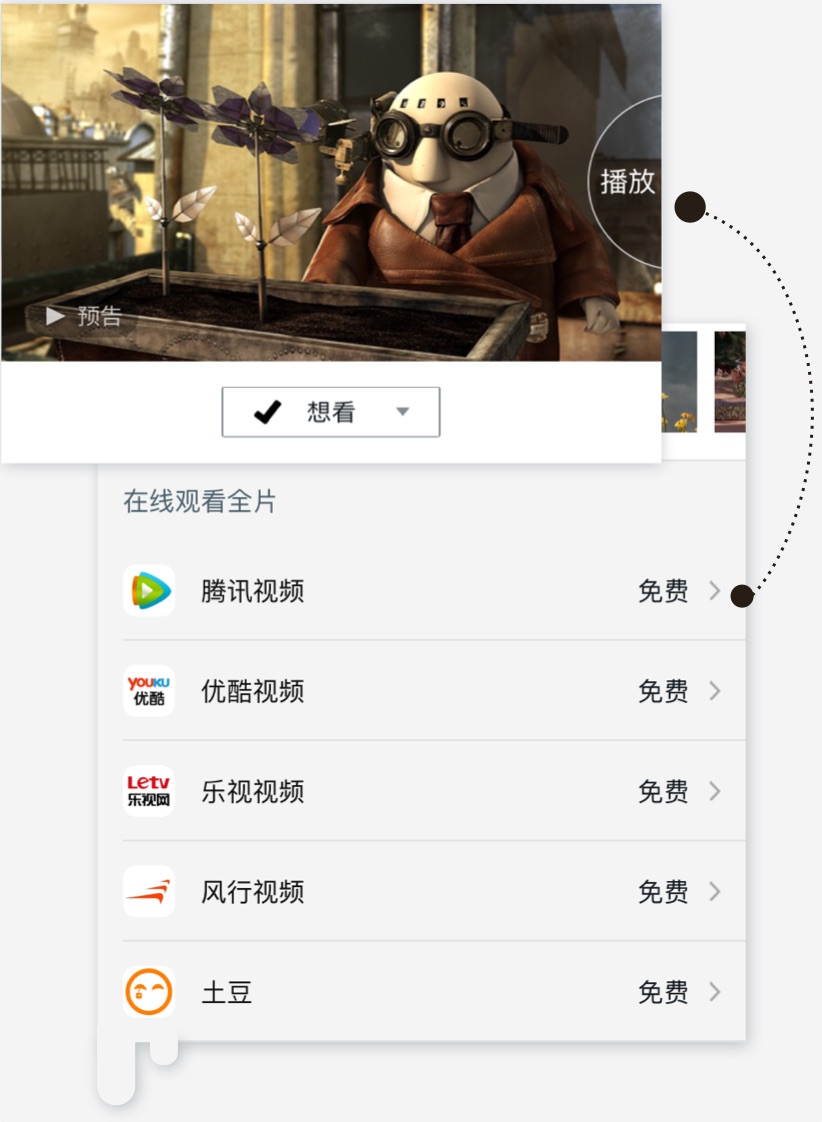 播放
预告
想看
在线观看全片
腾讯视频 免费
YOUKU
优酷
优酷视频 免费
Letv
乐视网
乐视视频 免费
风行视频 免费
土豆 免费